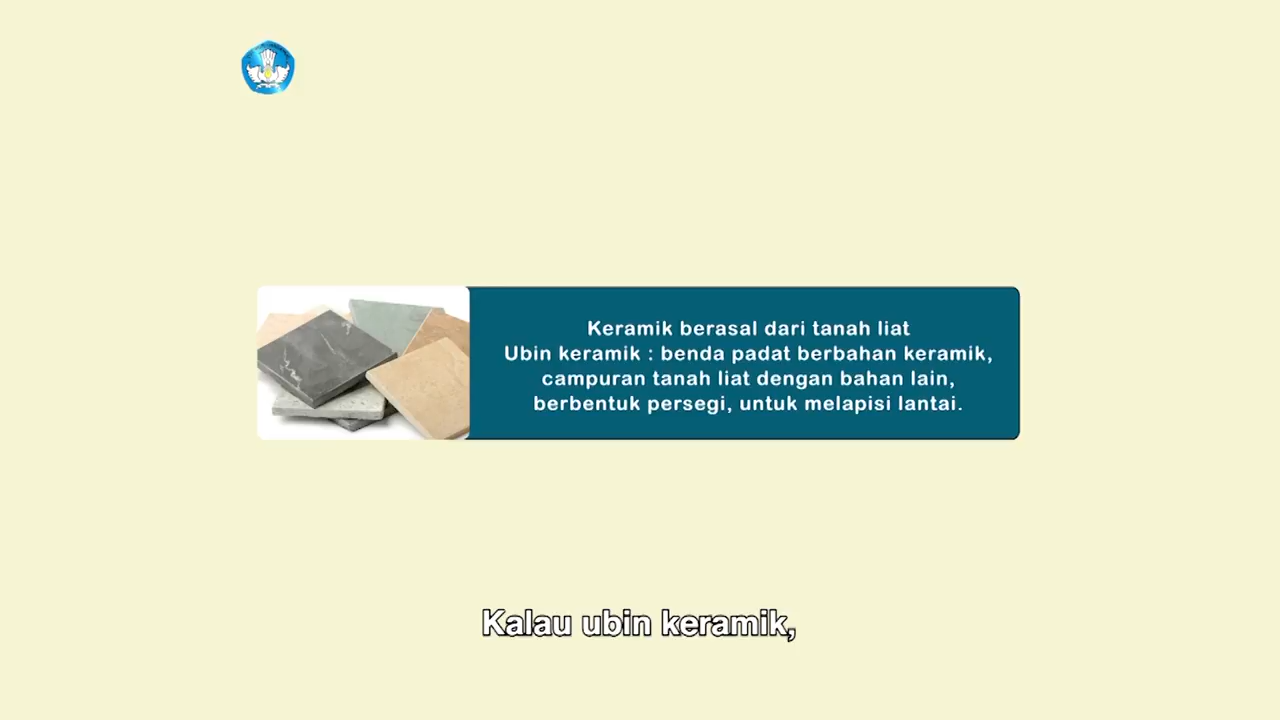 Keramik berasal dari tanah liat
Ubin keramik : benda padat berbahan keramik,
campuran tanah liat dengan bahan lain,
berbentuk persegi, untuk melapisi lantai.
Kalau ubin keramik,